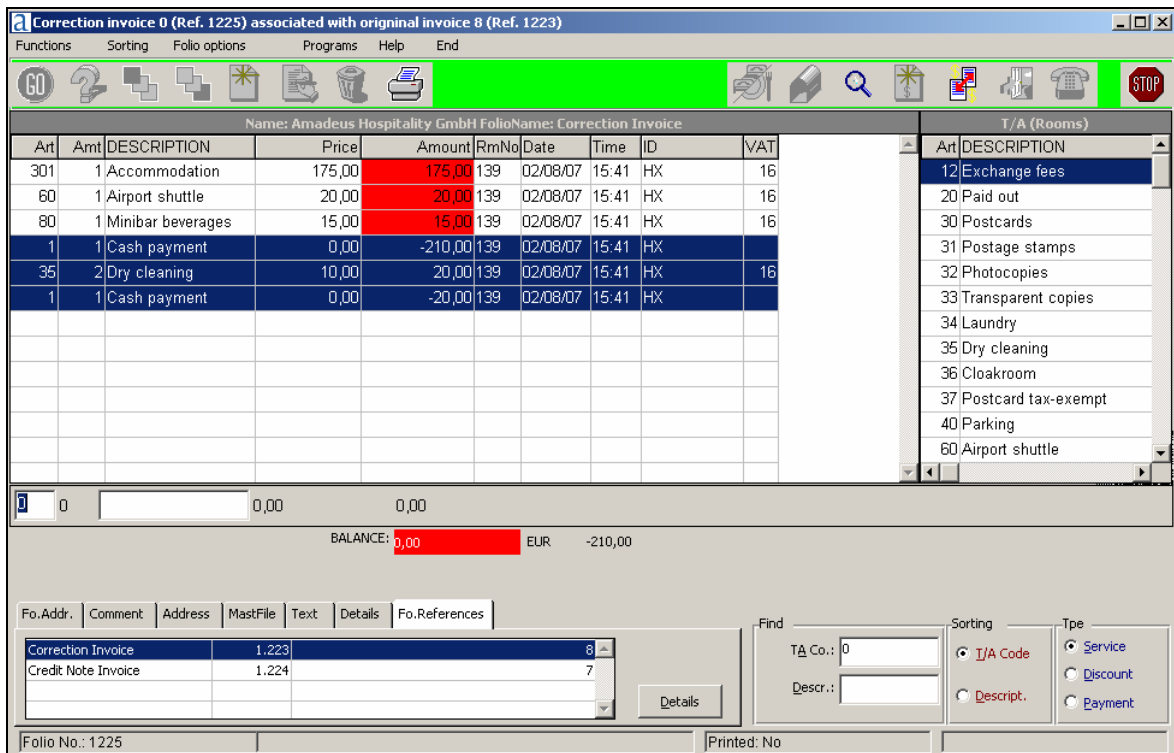 Correction invoice 0 (Ref. 1225) associated with origninal invoice 8 (Ref. 1223)
Functions Sorting Folio options Programs Help End
GO STOP
Name: Amadeus Hospitality GmbH FolioName: Correction Invoice T/A (Rooms)
Art Amt DESCRIPTION Price Amount RmNo Date Time ID VAT Art DESCRIPTION
301 1 Accommodation 175,00 175,00 139 02/08/07 15:41 HX 16 12 Exchange fees
60 1 Airport shuttle 20,00 20,00 139 02/08/07 15:41 HX 16 20 Paid out
80 1 Minibar beverages 15,00 15,00 139 02/08/07 15:41 HX 16 30 Postcards
1 1 Cash payment 0,00 -210,00 139 02/08/07 15:41 HX 31 Postage stamps
35 2 Dry cleaning 10,00 20,00 139 02/08/07 15:41 HX 16 32 Photocopies
1 1 Cash payment 0,00 -20,00 139 02/08/07 15:41 HX 33 Transparent copies
34 Laundry
35 Dry cleaning
36 Cloakroom
37 Postcard tax-exempt
40 Parking
60 Airport shuttle
0 0 0,00 0,00
BALANCE: 0,00 EUR -210,00
Fo.Addr. Comment Address MastFile Text Details Fo.References
Correction Invoice 1.223 8
Credit Note Invoice 1.224 7
Details
Find
TA Co.: 0
Descr.:
Sorting
T/A Code
Descript.
Tpe
Service
Discount
Payment
Folio No.: 1225 Printed: No